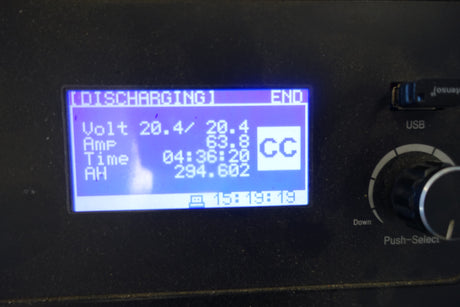 [DISCHARGING] END
Volt 20.4/ 20.4
Amp 63.8
Time 04:36:20
AH 294.602
CC
15:19:19
USB
Down
Push-Select